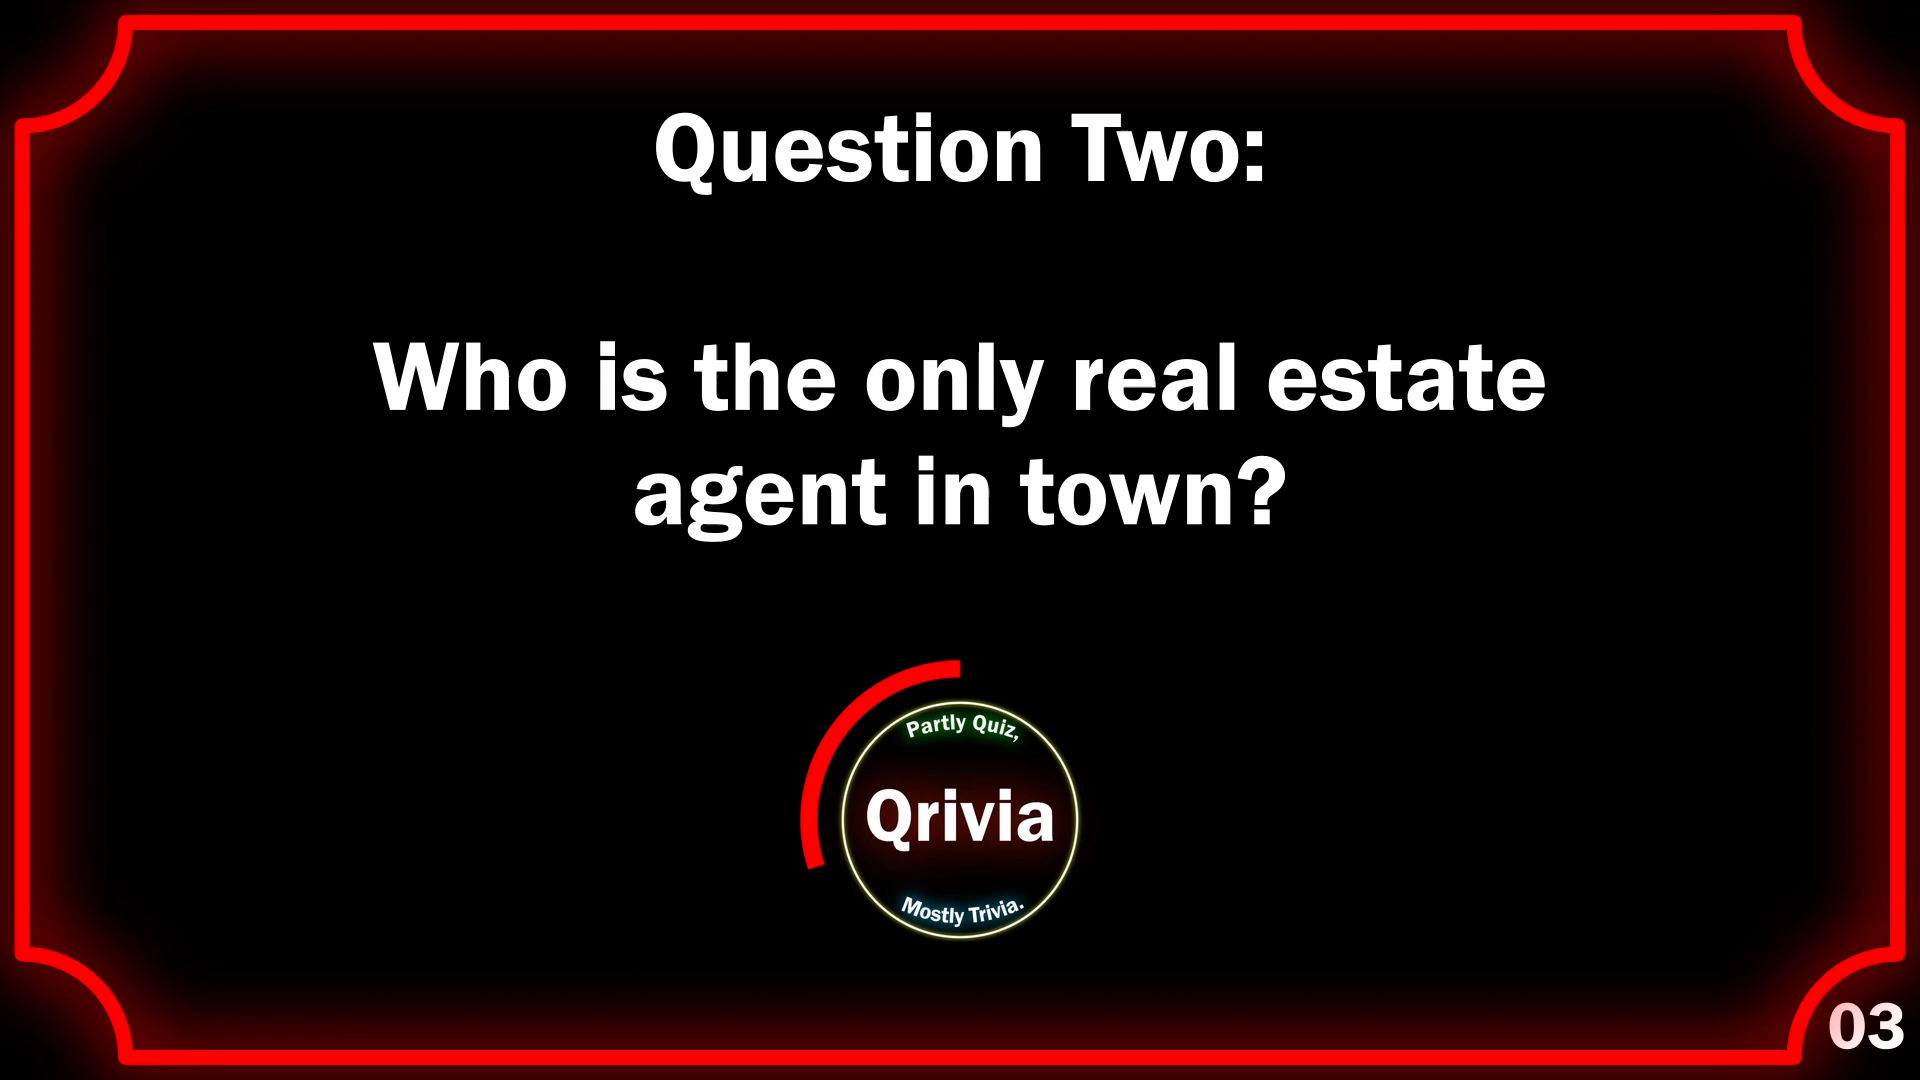 Question Two:
Who is the only real estate
agent in town?
Partly Quiz,
Qrivia
Mostly Trivia.
03